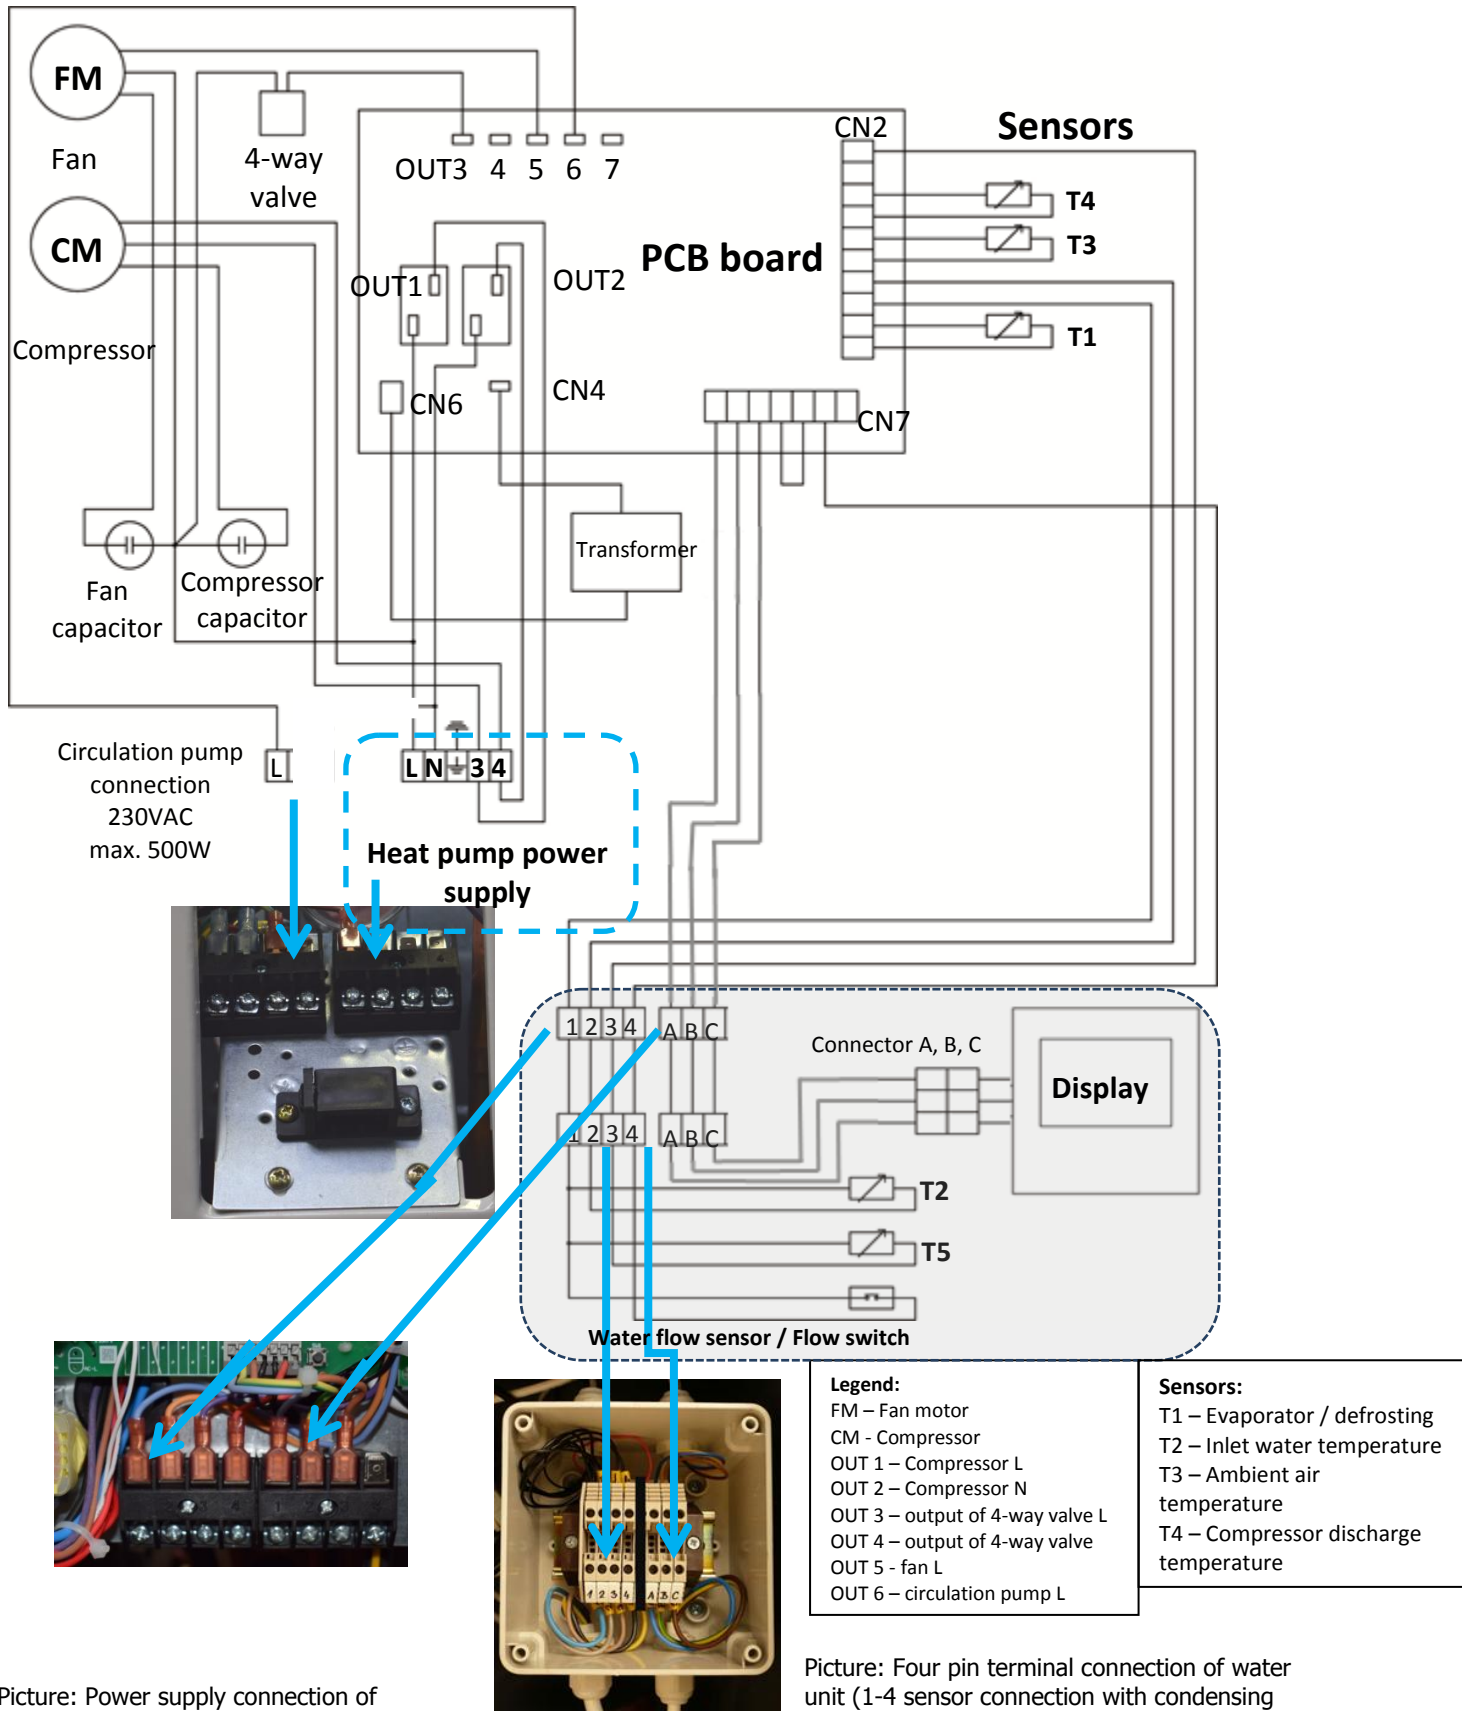 FM
Fan
4-way
valve
CM
Compressor
OUT3 4 5 6 7
PCB board
OUT1
OUT2
CN6
CN4
CN2
CN7
Sensors
T4
T3
T1
Fan
capacitor
Compressor
capacitor
Transformer
Circulation pump
connection
230VAC
max. 500W
L
L N 3 4
Heat pump power
supply
1 2 3 4 A B C
Connector A, B, C
Display
1 2 3 4 A B C
T2
T5
Water flow sensor / Flow switch
1 2 3 4 A B C
Legend:
FM – Fan motor
CM - Compressor
OUT 1 – Compressor L
OUT 2 – Compressor N
OUT 3 – output of 4-way valve L
OUT 4 – output of 4-way valve
OUT 5 - fan L
OUT 6 – circulation pump L
Sensors:
T1 – Evaporator / defrosting
T2 – Inlet water temperature
T3 – Ambient air
temperature
T4 – Compressor discharge
temperature
Picture: Power supply connection of
Picture: Four pin terminal connection of water
unit (1-4 sensor connection with condensing